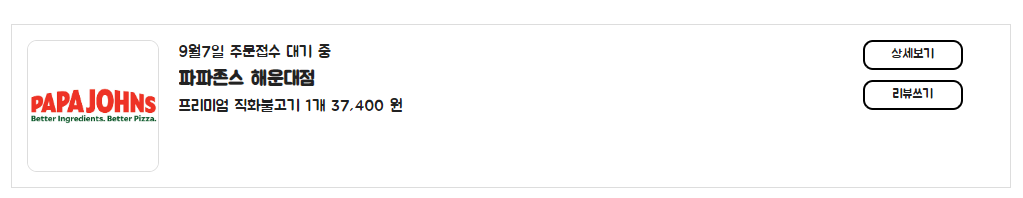 9월7일 주문접수 대기 중
파파존스 해운대점
프리미엄 직화불고기 1개 37,400 원
PAPA JOHNS
Better Ingredients. Better Pizza.
상세보기
리뷰쓰기